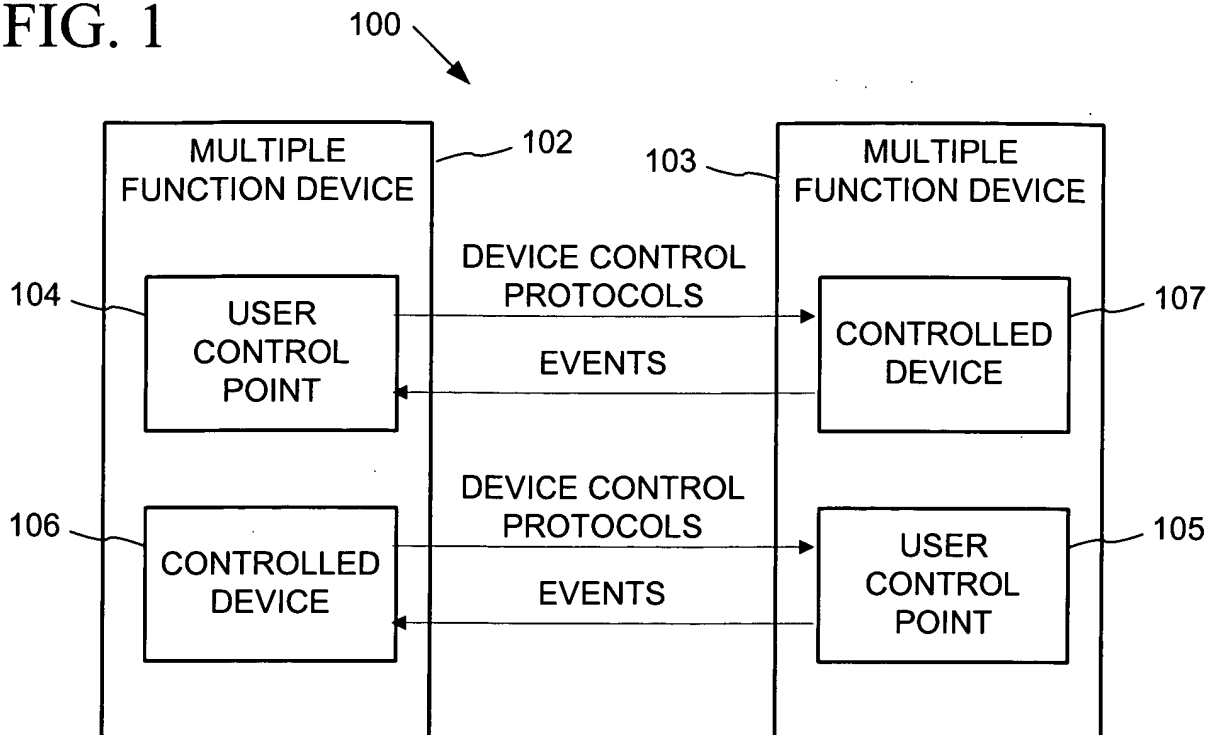 FIG. 1
100
MULTIPLE
FUNCTION DEVICE
102
103
MULTIPLE
FUNCTION DEVICE
104
USER
CONTROL
POINT
DEVICE CONTROL
PROTOCOLS
EVENTS
CONTROLLED
DEVICE
107
106
CONTROLLED
DEVICE
DEVICE CONTROL
PROTOCOLS
EVENTS
USER
CONTROL
POINT
105